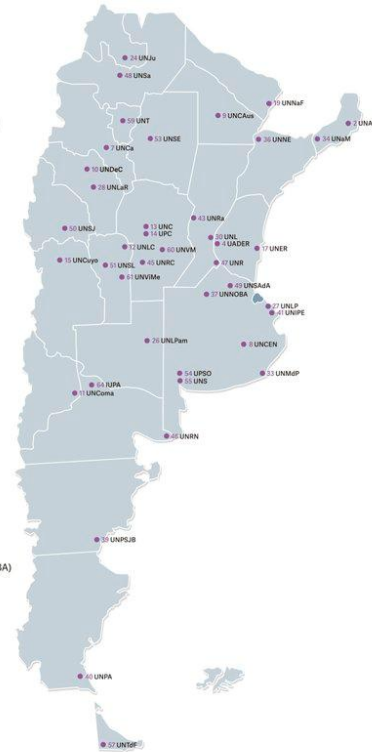 24 UNJu
48 UNSa
19 UNNaF
9 UNCAus
2 UNA
59 UNT
53 UNSE
36 UNNE
34 UNaM
7 UNCa
10 UNDeC
28 UNLaR
43 UNRa
50 UNSJ
13 UNC
14 UPC
30 UNL
4 UADER
12 UNLC
60 UNVM
17 UNER
15 UNCuyo
51 UNSL
45 UNRC
47 UNR
61 UNViMe
49 UNSAdA
37 UNNOBA
27 UNLP
41 UNIPE
26 UNLPam
8 UNCEN
54 UPSO
55 UNS
33 UNMdP
64 IUPA
11 UNComa
46 UNRN
39 UNPSJB
BA)
40 UNPA
57 UNTdF